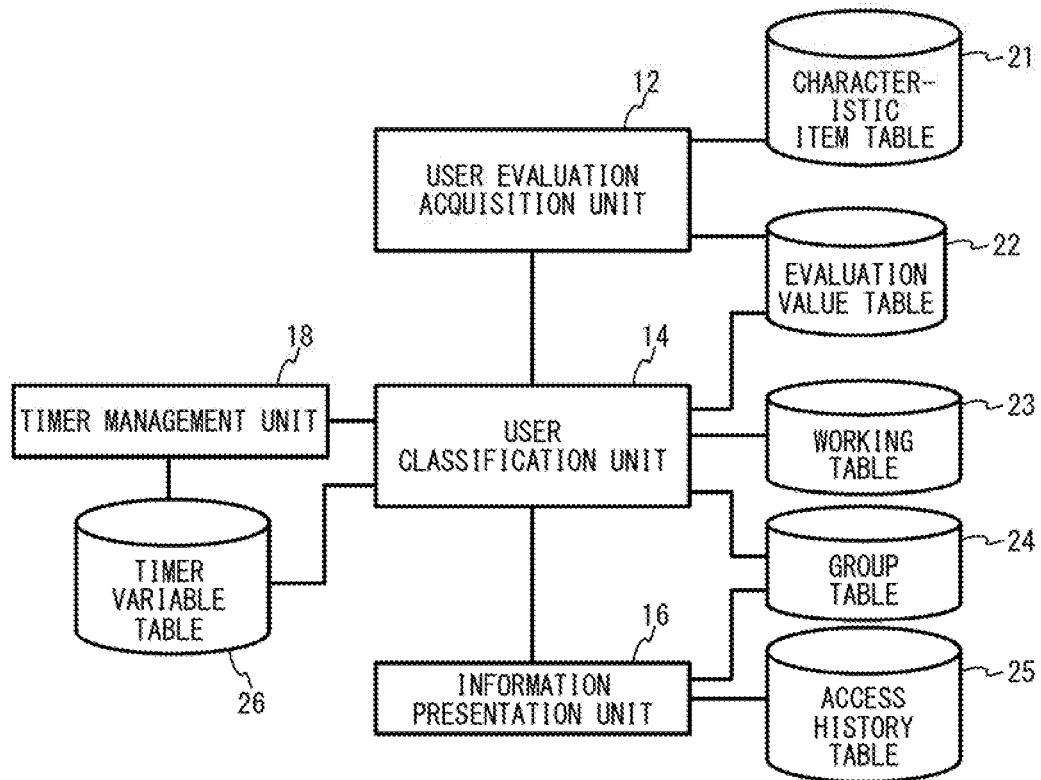 21
CHARACTER-
ISTIC
ITEM TABLE
12
USER EVALUATION
ACQUISITION UNIT
22
EVALUATION
VALUE TABLE
18
TIMER MANAGEMENT UNIT
14
USER
CLASSIFICATION UNIT
23
WORKING
TABLE
24
GROUP
TABLE
TIMER
VARIABLE
TABLE
26
16
INFORMATION
PRESENTATION UNIT
25
ACCESS
HISTORY
TABLE